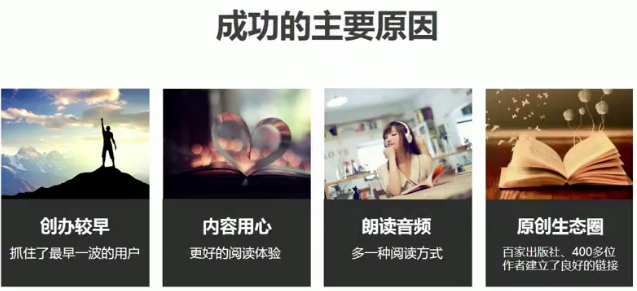 成功的主要原因
创办较早
抓住了最早一波的用户
内容用心
更好的阅读体验
朗读音频
多一种阅读方式
原创生态圈
百家出版社、400多位
作者建立了良好的链接